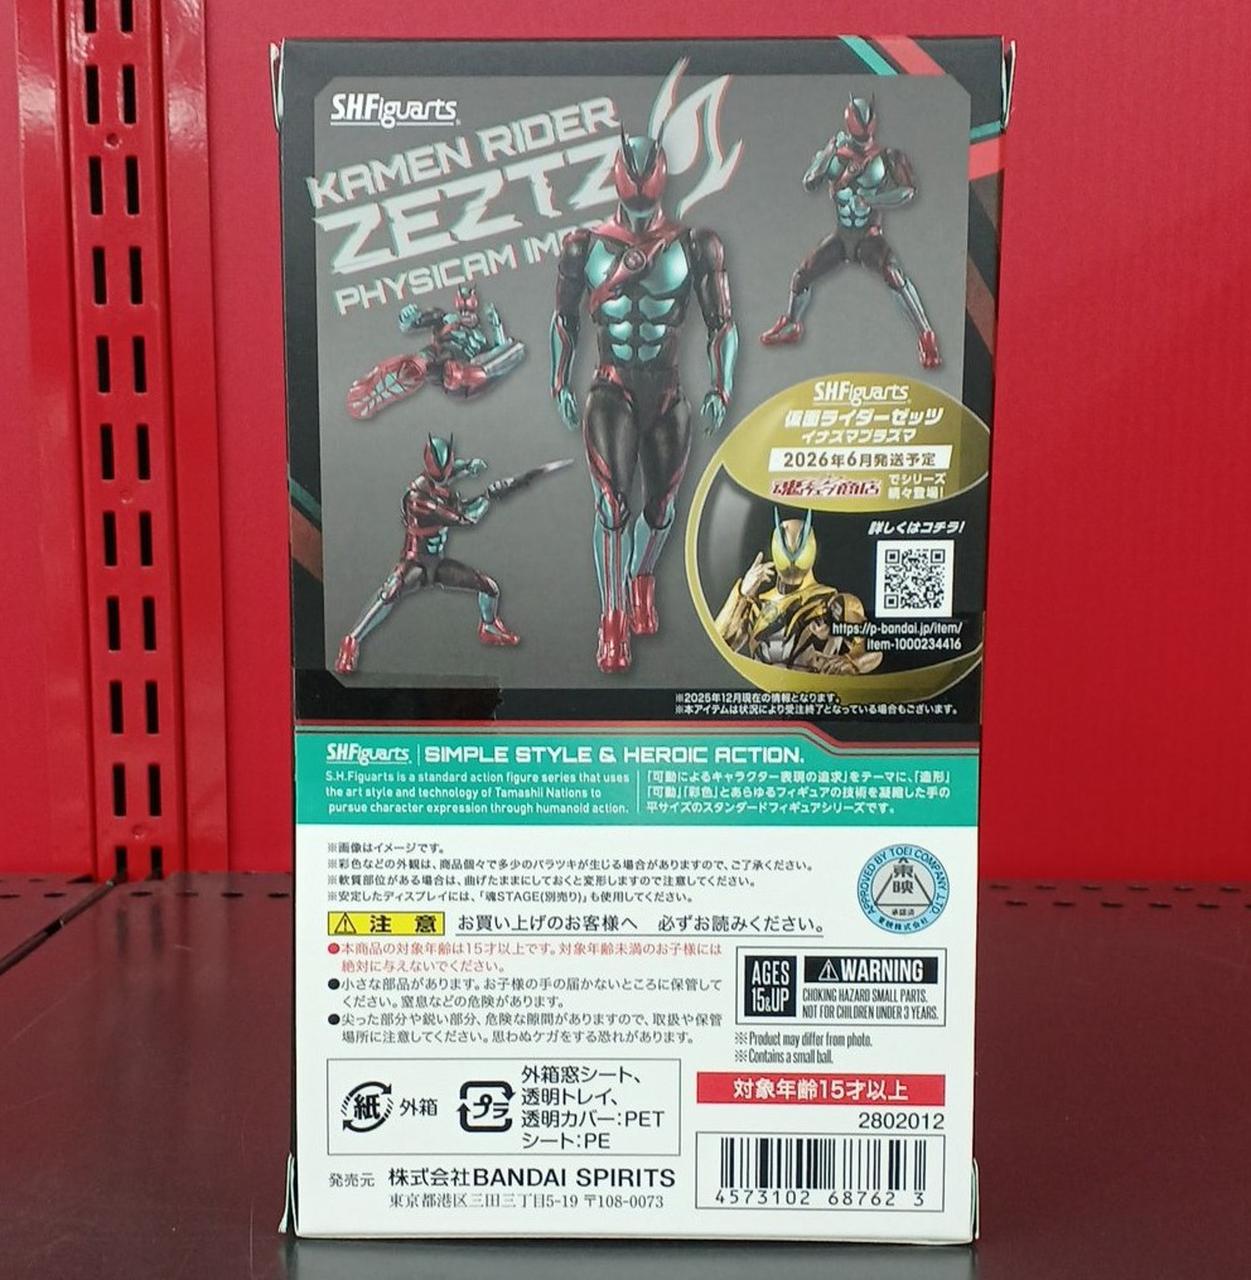 S.H.Figuarts
KAMEN RIDER
ZEZTZ
PHYSICAM
S.H.Figuarts
仮面ライダーゼッツ
イナズマプラズマ
2026年6月発送予定
魂ウェブ商店 でシリーズ
続々登場!
詳しくはコチラ!
https://p-bandai.jp/item/
item-1000234416
※2025年12月現在の情報となります。
※本アイテムは状況により受注終了となっている場合もございます。
S.H.Figuarts SIMPLE STYLE & HEROIC ACTION.
S.H.Figuarts is a standard action figure series that uses
the art style and technology of Tamashii Nations to
pursue character expression through humanoid action.
「可動によるキャラクター表現の追求」をテーマに、「造形」
「可動」「彩色」とあらゆるフィギュアの技術を凝縮した手の
平サイズのスタンダードフィギュアシリーズです。
※画像はイメージです。
※彩色などの外観は、商品個々で多少のバラツキが生じる場合がありますので、ご了承ください。
※軟質部位がある場合は、曲げたままにしておくと変形しますので注意してください。
※安定したディスプレイには、「魂STAGE(別売り)」も使用してください。
APPROVED BY TOEI COMPANY, LTD.
東映
承認済
東映株式会社
注 意 お買い上げのお客様へ 必ずお読みください。
●本商品の対象年齢は15才以上です。対象年齢未満のお子様には
絶対に与えないでください。
●小さな部品があります。お子様の手の届かないところに保管して
ください。窒息などの危険があります。
●尖った部分や鋭い部分、危険な隙間がありますので、取扱や保管
場所に注意してください。思わぬケガをする恐れがあります。
AGES
15&UP
WARNING
CHOKING HAZARD SMALL PARTS.
NOT FOR CHILDREN UNDER 3 YEARS.
※Product may differ from photo.
※Contains a small ball.
紙 外箱
プラ
外箱窓シート、
透明トレイ、
透明カバー:PET
シート:PE
対象年齢15才以上
2802012
発売元 株式会社BANDAI SPIRITS
東京都港区三田三丁目5-19 〒108-0073
4573102 68762 3